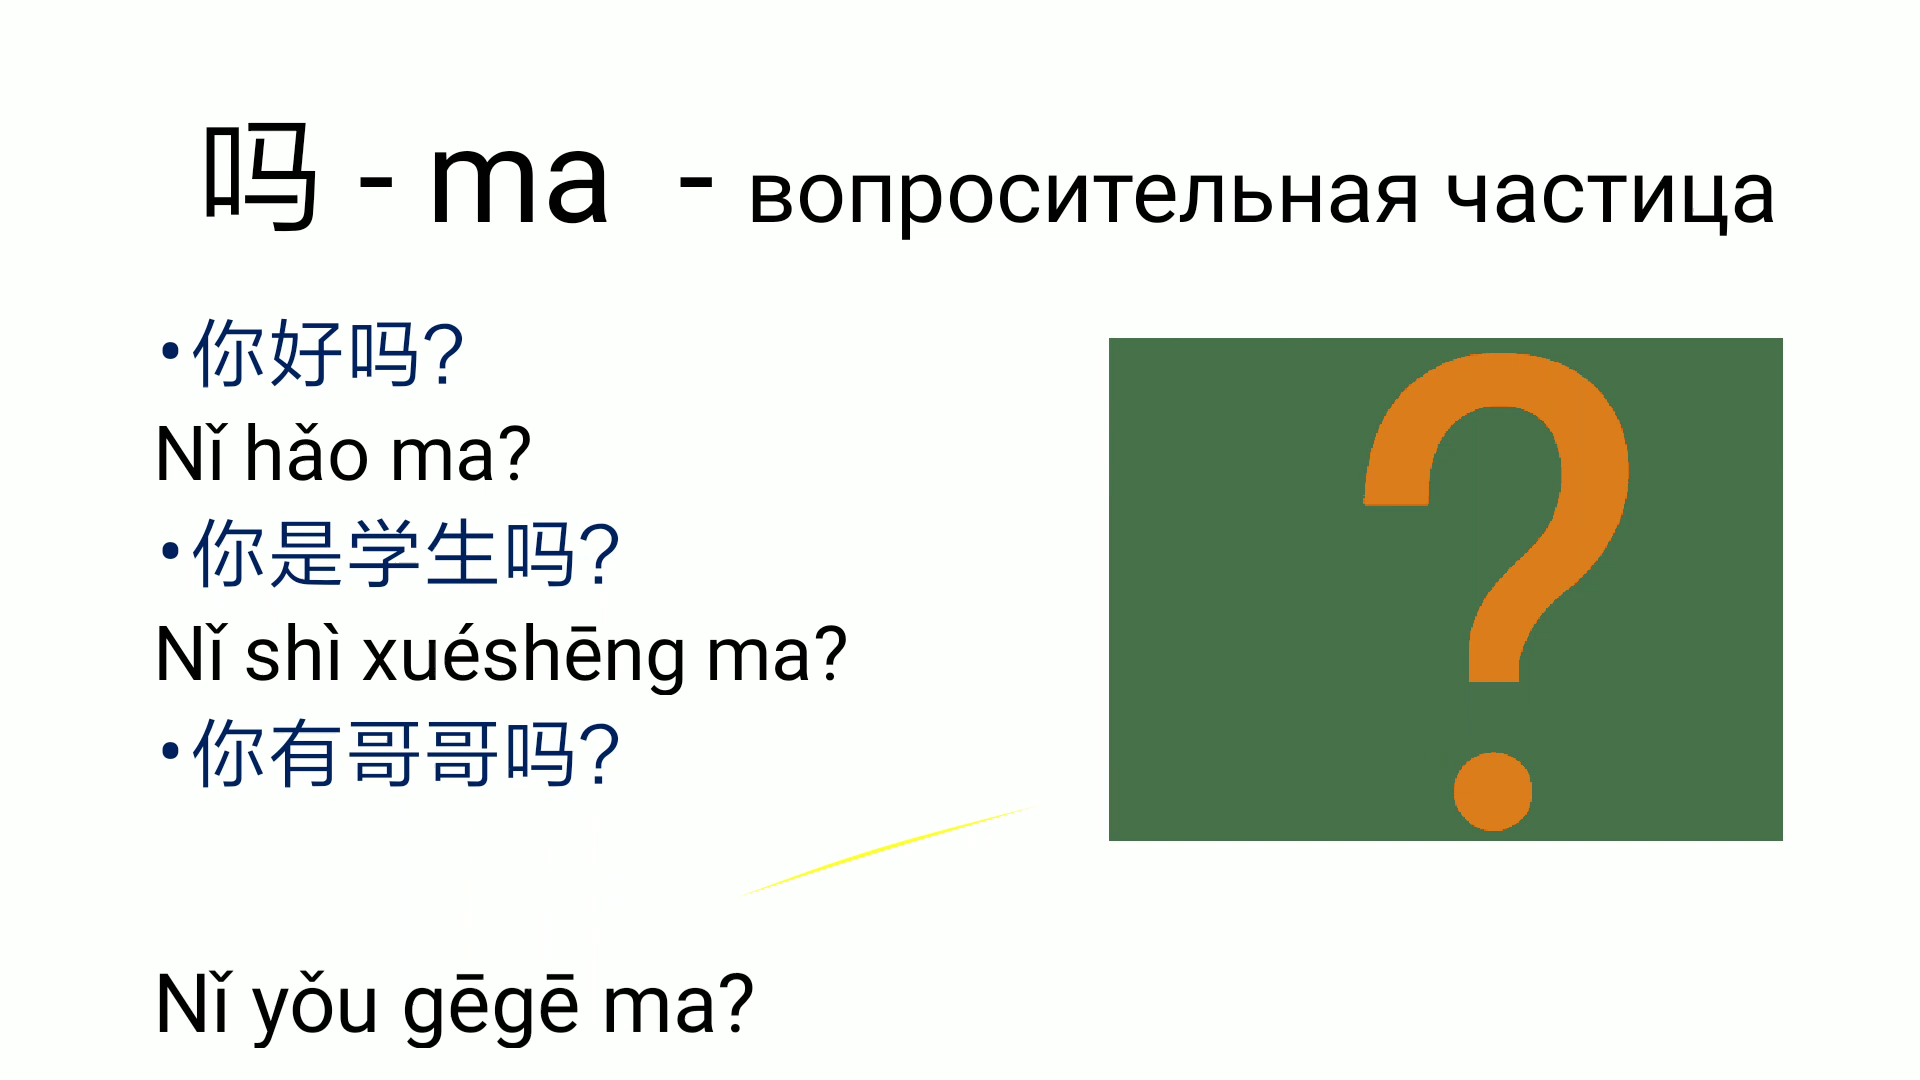 吗 - ma - вопросительная частица
•你好吗?
Nǐ hǎo ma?
•你是学生吗?
Nǐ shì xuéshēng ma?
•你有哥哥吗?
Nǐ yǒu gēgē ma?
?